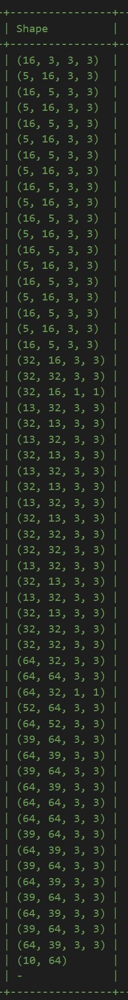 -+----------------+--
| Shape          |
-+----------------+--
| (16, 3, 3, 3)  |
| (5, 16, 3, 3)  |
| (16, 5, 3, 3)  |
| (5, 16, 3, 3)  |
| (16, 5, 3, 3)  |
| (5, 16, 3, 3)  |
| (16, 5, 3, 3)  |
| (5, 16, 3, 3)  |
| (16, 5, 3, 3)  |
| (5, 16, 3, 3)  |
| (16, 5, 3, 3)  |
| (5, 16, 3, 3)  |
| (16, 5, 3, 3)  |
| (5, 16, 3, 3)  |
| (16, 5, 3, 3)  |
| (5, 16, 3, 3)  |
| (16, 5, 3, 3)  |
| (5, 16, 3, 3)  |
| (16, 5, 3, 3)  |
| (32, 16, 3, 3) |
| (32, 32, 3, 3) |
| (32, 16, 1, 1) |
| (13, 32, 3, 3) |
| (32, 13, 3, 3) |
| (13, 32, 3, 3) |
| (32, 13, 3, 3) |
| (13, 32, 3, 3) |
| (32, 13, 3, 3) |
| (13, 32, 3, 3) |
| (32, 13, 3, 3) |
| (32, 32, 3, 3) |
| (32, 32, 3, 3) |
| (13, 32, 3, 3) |
| (32, 13, 3, 3) |
| (13, 32, 3, 3) |
| (32, 13, 3, 3) |
| (32, 32, 3, 3) |
| (32, 32, 3, 3) |
| (64, 32, 3, 3) |
| (64, 64, 3, 3) |
| (64, 32, 1, 1) |
| (52, 64, 3, 3) |
| (64, 52, 3, 3) |
| (39, 64, 3, 3) |
| (64, 39, 3, 3) |
| (39, 64, 3, 3) |
| (64, 39, 3, 3) |
| (64, 64, 3, 3) |
| (64, 64, 3, 3) |
| (39, 64, 3, 3) |
| (64, 39, 3, 3) |
| (39, 64, 3, 3) |
| (64, 39, 3, 3) |
| (39, 64, 3, 3) |
| (64, 39, 3, 3) |
| (39, 64, 3, 3) |
| (64, 39, 3, 3) |
| (10, 64)       |
| -              |
-+----------------+--